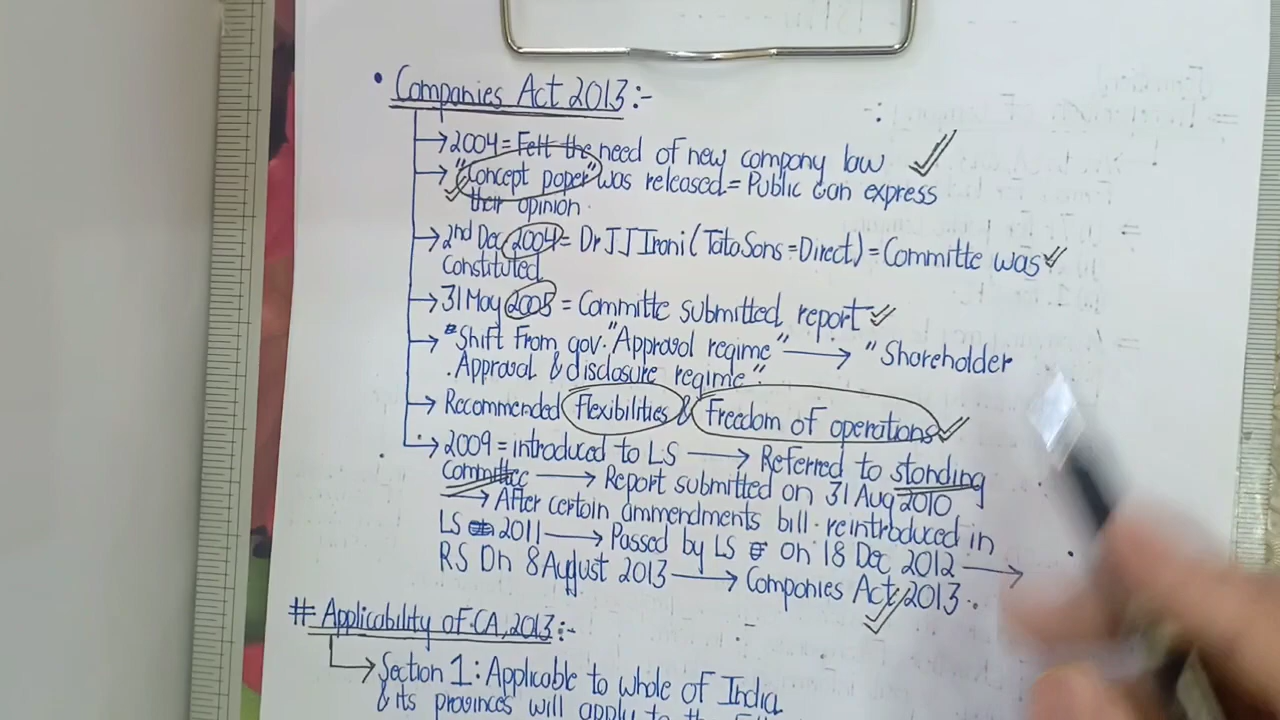 • Companies Act 2013:-
→ 2004 = Felt the need of new company law
→ "Concept paper" was released = Public can express
their opinion.
→ 2nd Dec 2004 = Dr J J Irani (Tata Sons = Direct) = Committe was
Constituted
→ 31 May 2005 = Committe submitted report
→ "Shift From gov. "Approval regime" → "Shareholder
Approval & disclosure regime".
→ Recommended Flexibilities & Freedom of operations
→ 2009 = introduced to LS → Referred to standing
Committee → Report submitted on 31 Aug 2010
→ After certain ammendments bill reintroduced in
LS 2011 → Passed by LS on 18 Dec 2012 →
RS On 8 August 2013 → Companies Act, 2013.
# Applicability of CA, 2013:-
→ Section 1: Applicable to whole of India
& its provinces will apply to the